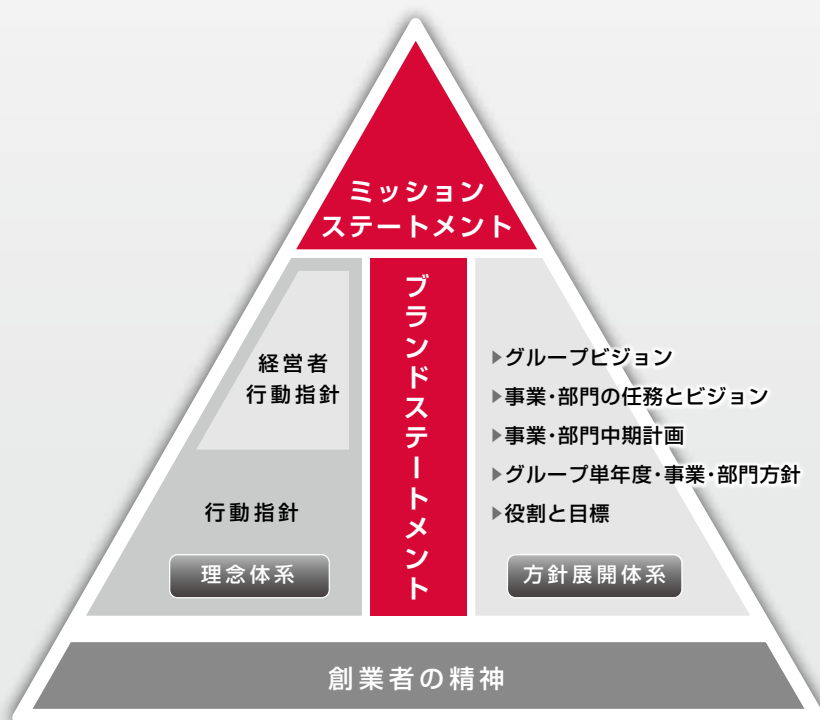 ミッション
ステートメント
ブランドステートメント
経営者
行動指針
行動指針
理念体系
▶グループビジョン
▶事業・部門の任務とビジョン
▶事業・部門中期計画
▶グループ単年度・事業・部門方針
▶役割と目標
方針展開体系
創業者の精神